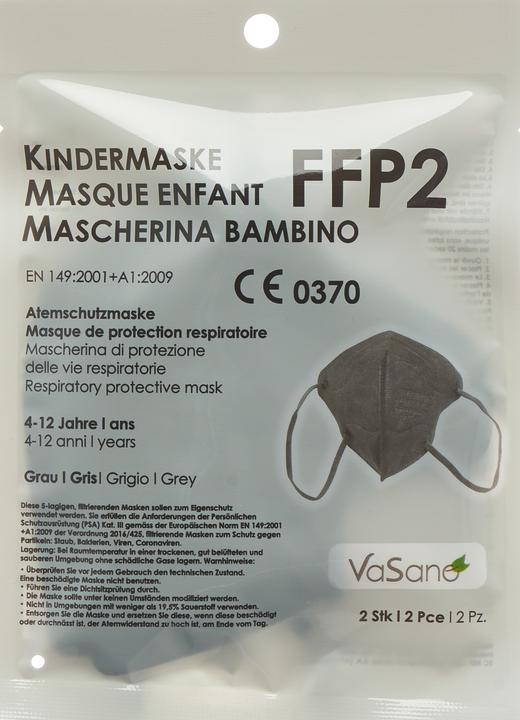 KINDERMASKE
MASQUE ENFANT
MASCHERINA BAMBINO
FFP2
EN 149:2001+A1:2009
CE 0370
Atemschutzmaske
Masque de protection respiratoire
Mascherina di protezione
delle vie respiratorie
Respiratory protective mask
4-12 Jahre I ans
4-12 anni I years
Grau I Gris I Grigio I Grey
Diese 5-lagigen, filtrierenden Masken sollen zum Eigenschutz
verwendet werden. Sie erfüllen die Anforderungen der Persönlichen
Schutzausrüstung (PSA) Kat. III gemäss der Europäischen Norm EN 149:2001
+A1:2009 der Verordnung 2016/425, filtrierende Masken zum Schutz gegen
Partikeln: Staub, Bakterien, Viren, Coronaviren.
Lagerung: Bei Raumtemperatur in einer trockenen, gut belüfteten und
sauberen Umgebung ohne schädliche Gase lagern. Warnhinweise:
• Überprüfen Sie vor jedem Gebrauch den technischen Zustand.
Eine beschädigte Maske nicht benutzen.
• Führen Sie eine Dichtsitzprüfung durch.
• Die Maske sollte unter keinen Umständen modifiziert werden.
• Nicht in Umgebungen mit weniger als 19,5% Sauerstoff verwenden.
• Entsorgen Sie die Maske und ersetzen Sie diese, wenn diese beschädigt
oder durchnässt ist, der Atemwiderstand zu hoch ist, am Ende vom Tag.
VaSano
2 Stk I 2 Pce I 2 Pz.